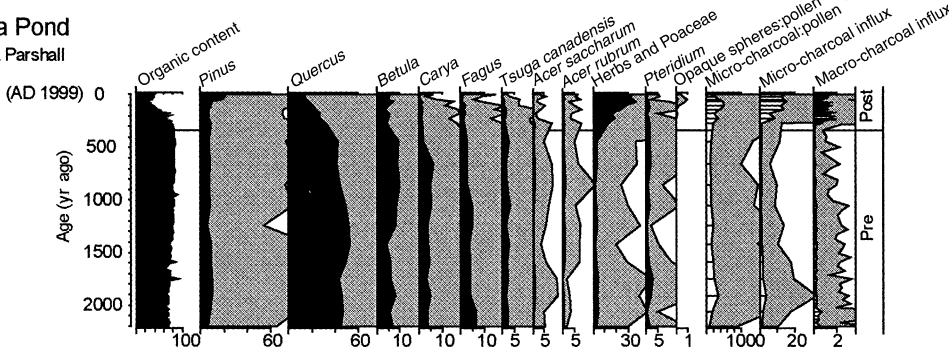 a Pond
Parshall
Organic content
Pinus
Quercus
Betula
Carya
Fagus
Tsuga canadensis
Acer saccharum
Acer rubrum
Herbs and Poaceae
Pteridium
Opaque spheres:pollen
Micro-charcoal:pollen
Micro-charcoal influx
Macro-charcoal influx
(AD 1999) 0
500
1000
1500
2000
Age (yr ago)
Post
Pre
100 60 60 10 10 10 5 5 5 30 5 1 1000 20 2